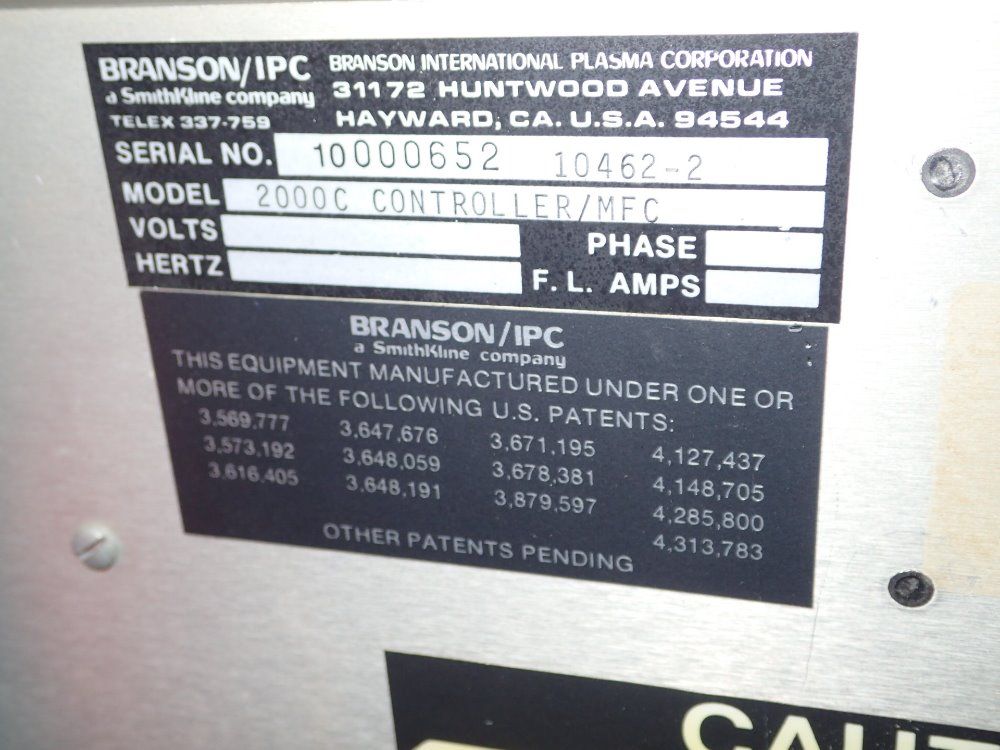 BRANSON/IPC BRANSON INTERNATIONAL PLASMA CORPORATION
a SmithKline company 31172 HUNTWOOD AVENUE
TELEX 337-759 HAYWARD, CA. U.S.A. 94544
SERIAL NO. 10000652 10462-2
MODEL 2000C CONTROLLER/MFC
VOLTS PHASE
HERTZ F. L. AMPS
BRANSON/IPC
a SmithKline company
THIS EQUIPMENT MANUFACTURED UNDER ONE OR
MORE OF THE FOLLOWING U.S. PATENTS:
3,569,777 3,647,676 3,671,195 4,127,437
3,573,192 3,648,059 3,678,381 4,148,705
3,616,405 3,648,191 3,879,597 4,285,800
4,313,783
OTHER PATENTS PENDING
CAUT